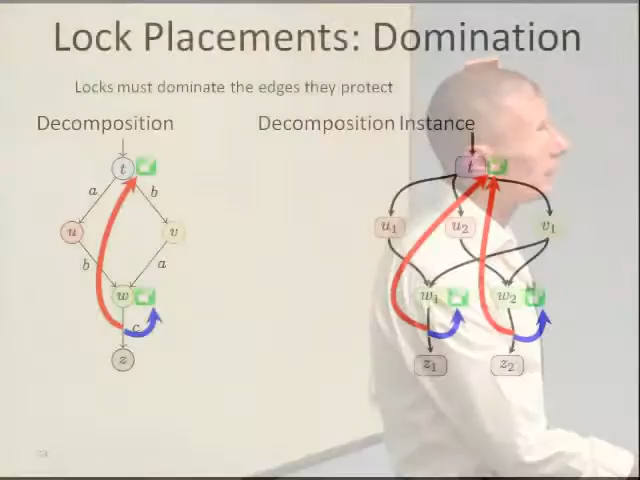 Lock Placements: Domination
Locks must dominate the edges they protect
Decomposition
Decomposition Instance
t
t
a
b
u
v
u1
u2
v1
b
a
w
w1
w2
c
z
z1
z2